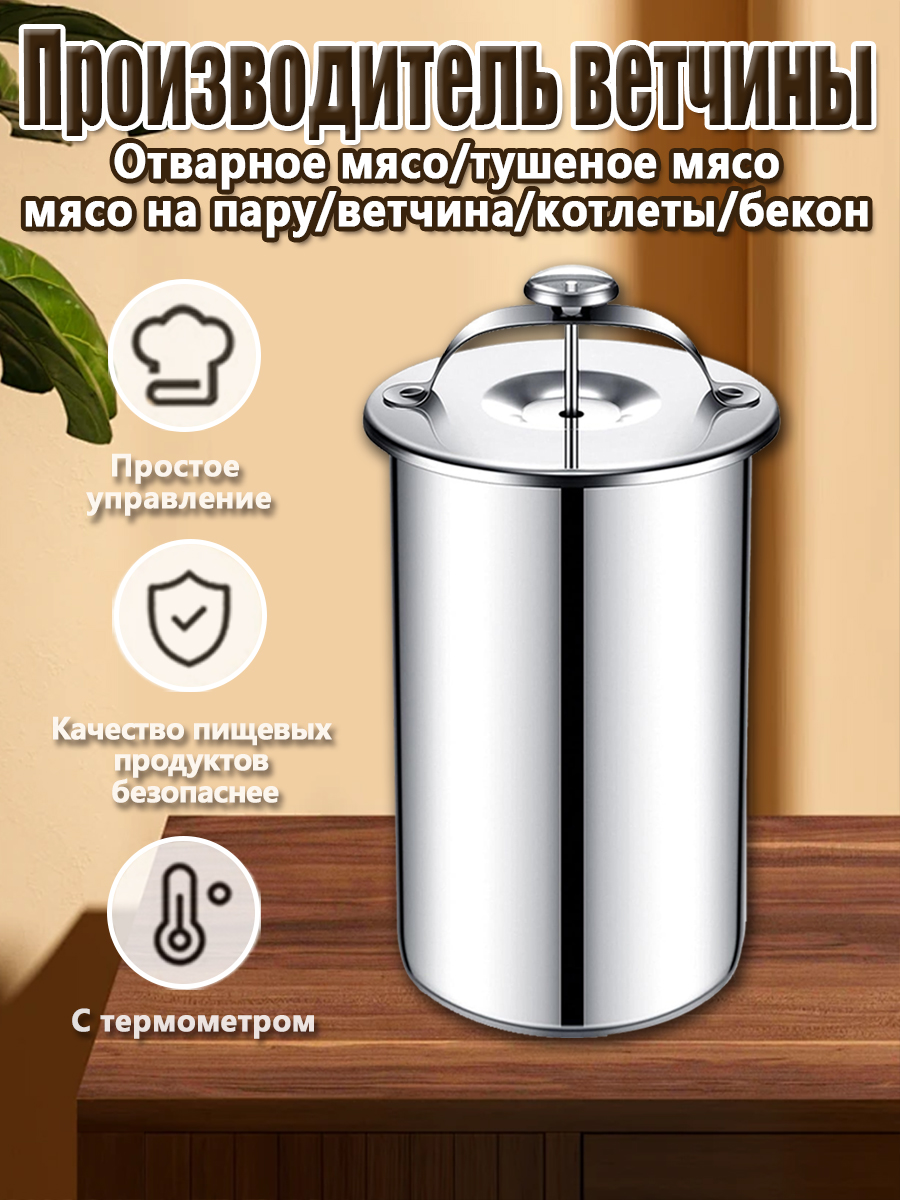 Производитель ветчины
Отварное мясо/тушеное мясо
мясо на пару/ветчина/котлеты/бекон
Простое
управление
Качество пищевых
продуктов
безопаснее
С термометром